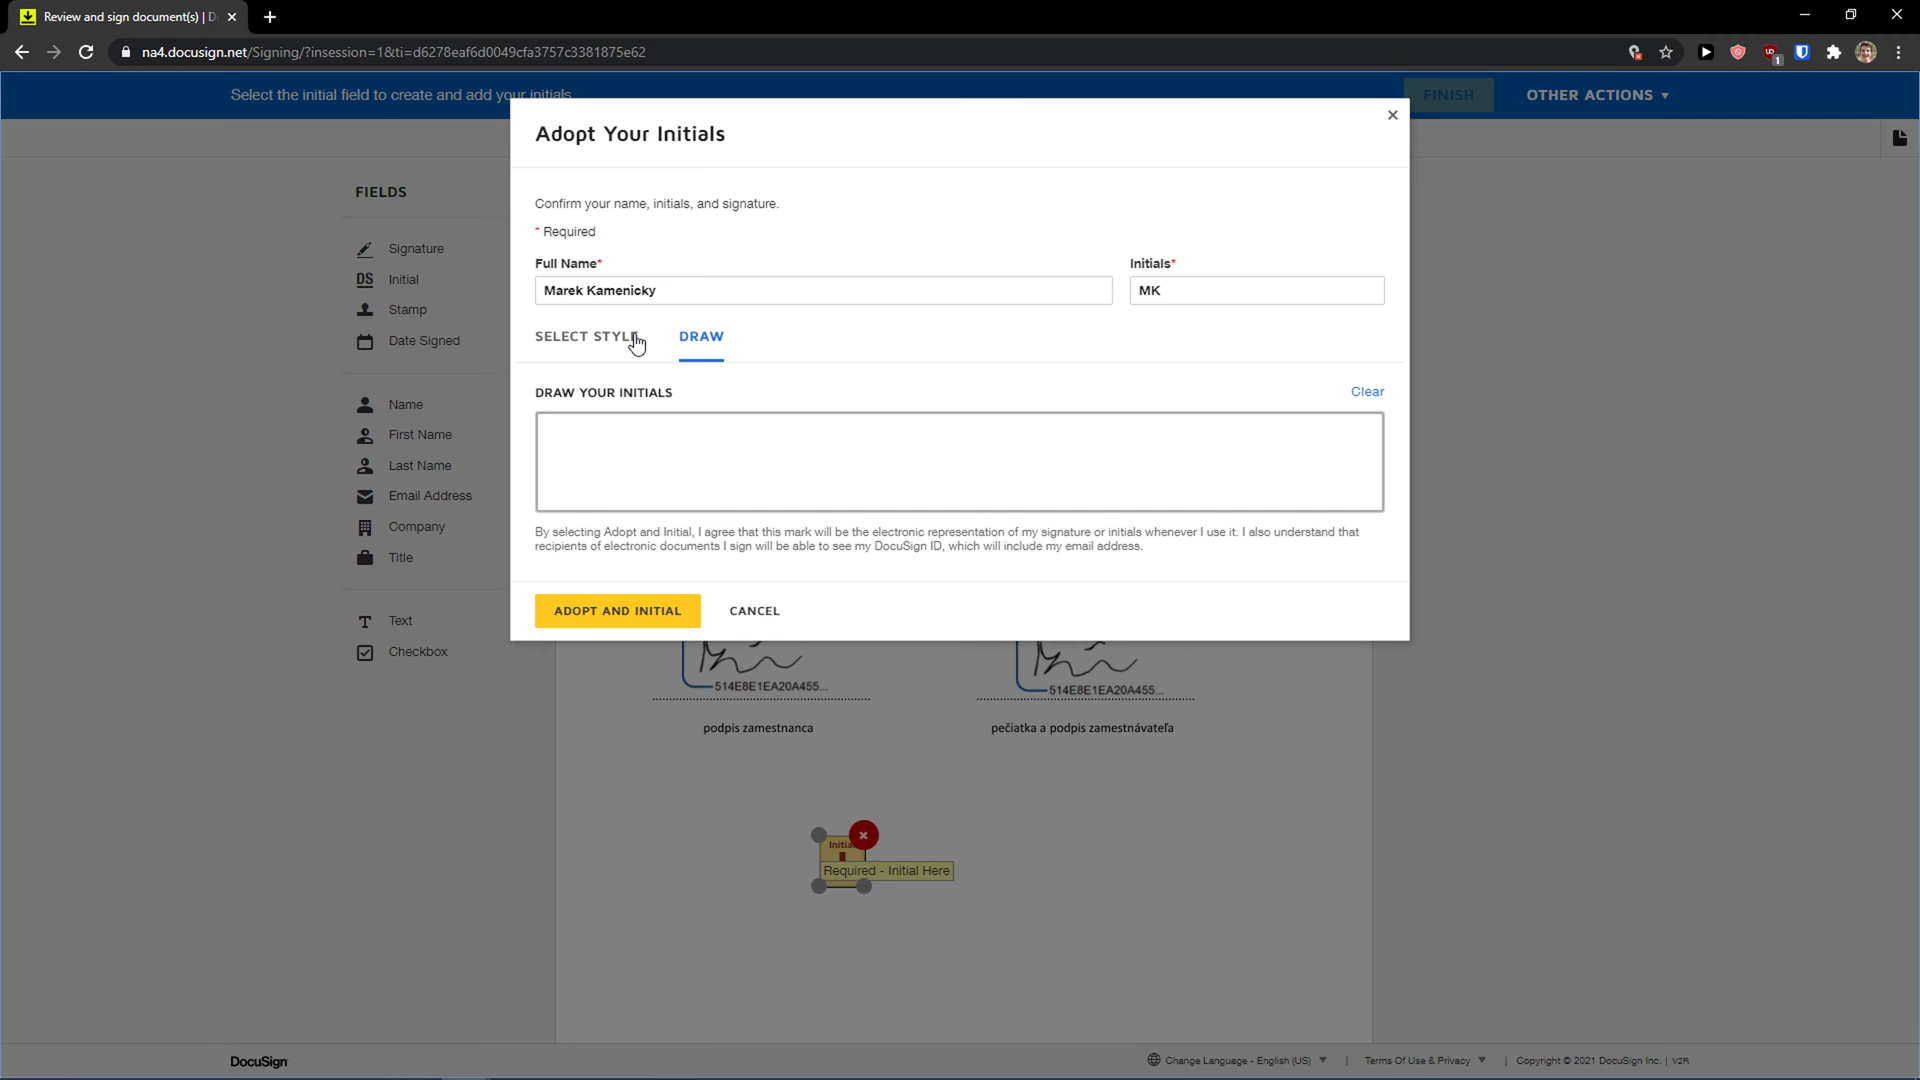 Review and sign document(s) | D
na4.docusign.net/Signing/?insession=1&ti=d6278eaf6d0049cfa3757c3381875e62
Select the initial field to create and add your initials
FINISH
OTHER ACTIONS
Adopt Your Initials
Confirm your name, initials, and signature.
* Required
Full Name*
Initials*
Marek Kamenicky
MK
SELECT STYLE
DRAW
DRAW YOUR INITIALS
Clear
By selecting Adopt and Initial, I agree that this mark will be the electronic representation of my signature or initials whenever I use it. I also understand that
recipients of electronic documents I sign will be able to see my DocuSign ID, which will include my email address.
ADOPT AND INITIAL
CANCEL
FIELDS
Signature
DS Initial
Stamp
Date Signed
Name
First Name
Last Name
Email Address
Company
Title
T Text
Checkbox
514E8E1EA20A455...
514E8E1EA20A455...
podpis zamestnanca
pečiatka a podpis zamestnávateľa
Initial
Required - Initial Here
DocuSign
Change Language - English (US)
| Terms Of Use & Privacy
| Copyright © 2021 DocuSign Inc. | V2R
UD
1